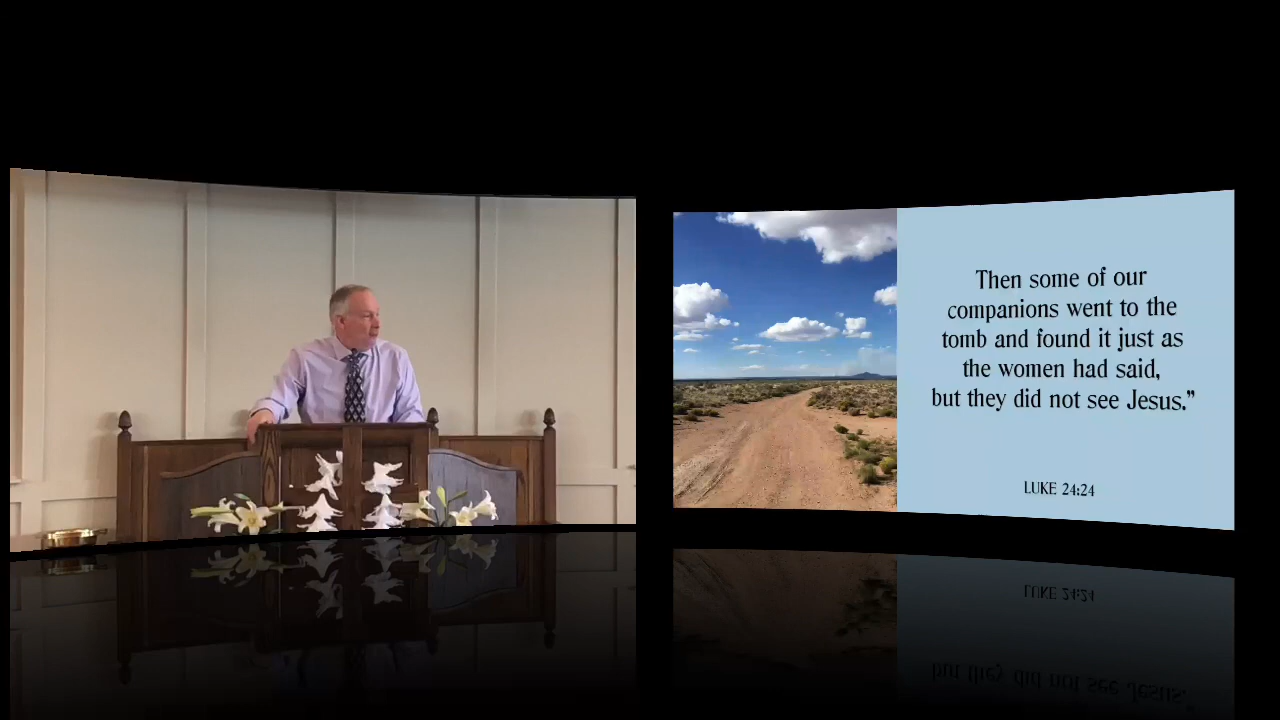 Then some of our
companions went to the
tomb and found it just as
the women had said,
but they did not see Jesus.”
LUKE 24:24